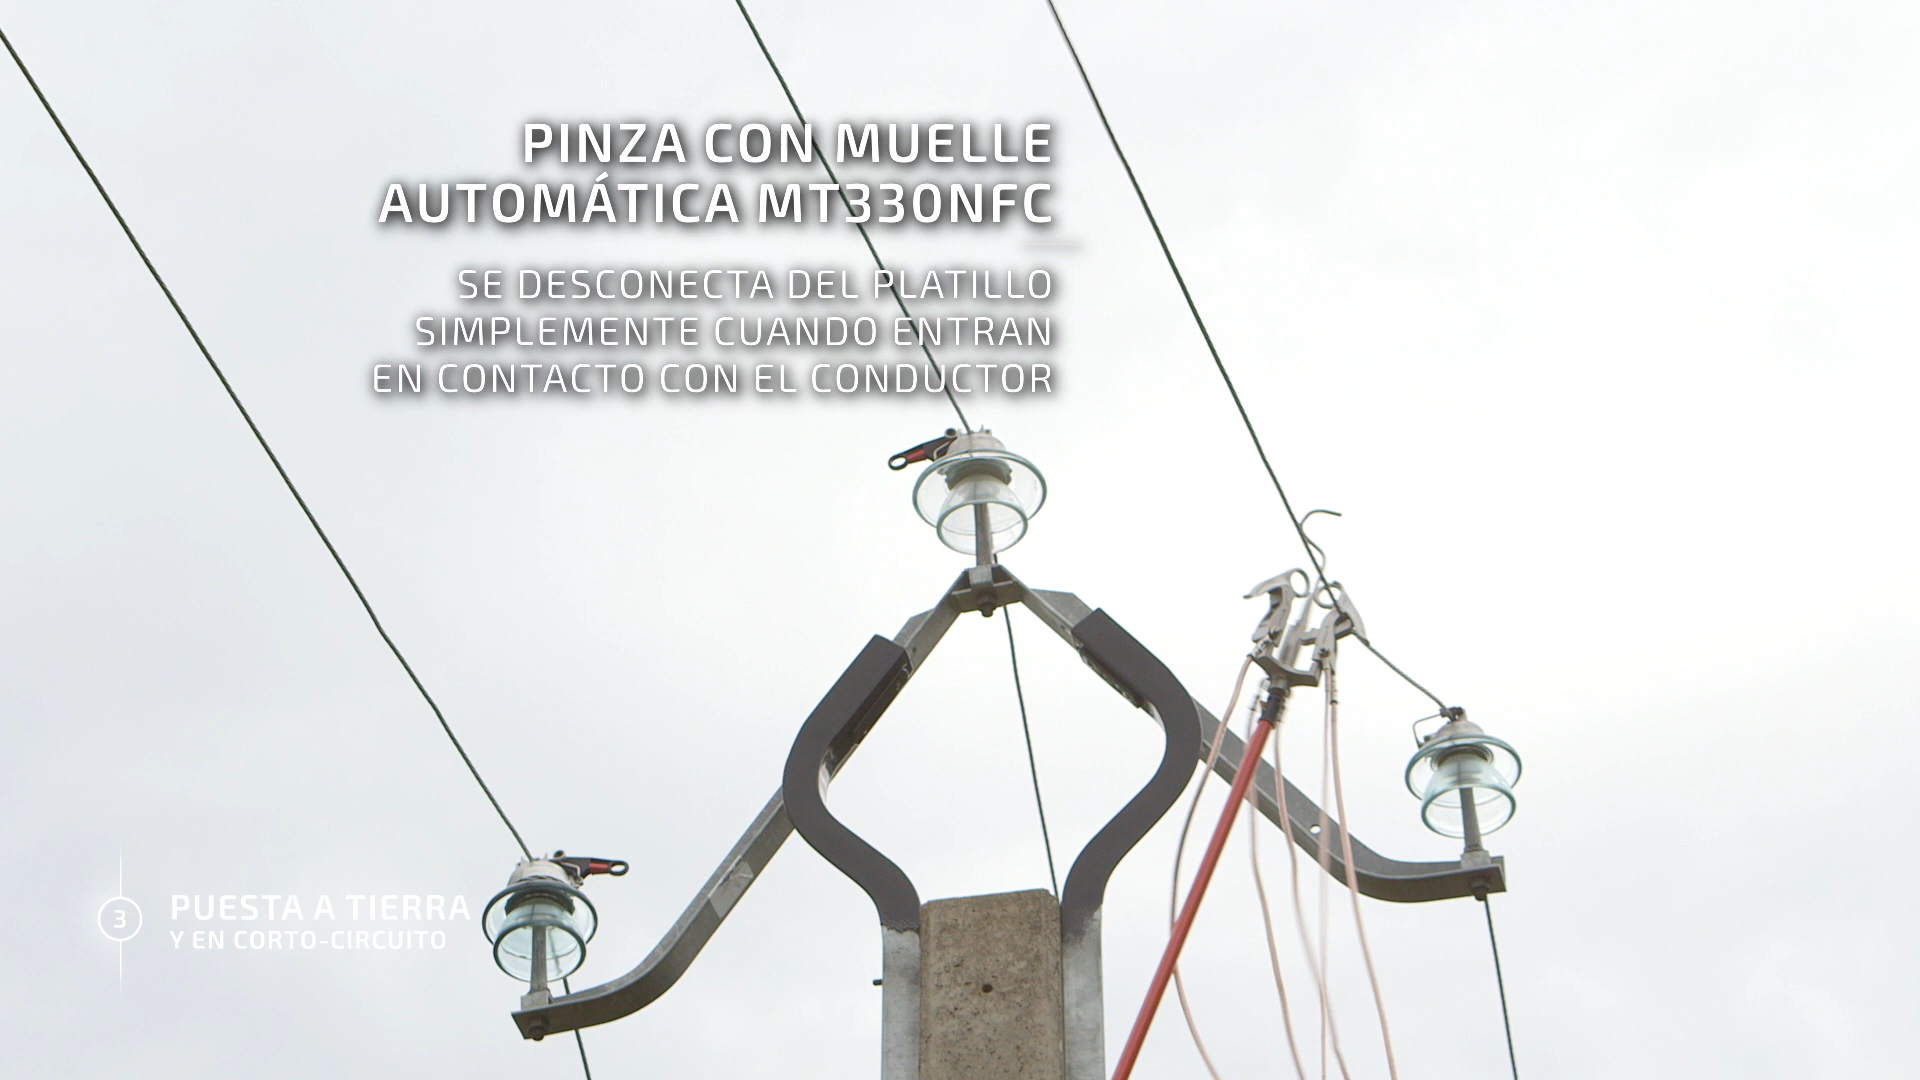 PINZA CON MUELLE
AUTOMÁTICA MT330NFC
SE DESCONECTA DEL PLATILLO
SIMPLEMENTE CUANDO ENTRAN
EN CONTACTO CON EL CONDUCTOR
3
PUESTA A TIERRA
Y EN CORTO-CIRCUITO